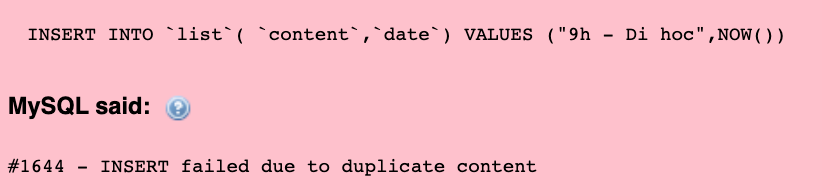 INSERT INTO `list`( `content`,`date`) VALUES ("9h - Di hoc",NOW())
MySQL said:
#1644 - INSERT failed due to duplicate content